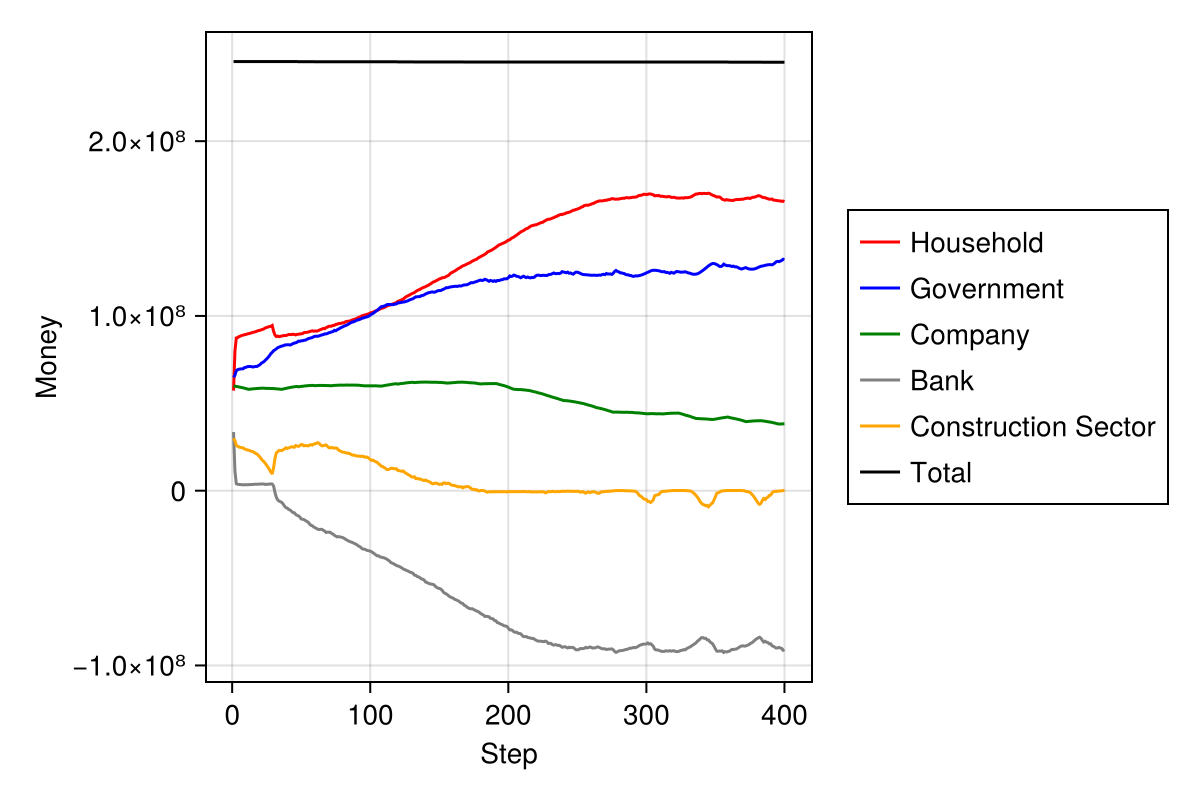 2.0×10⁸
1.0×10⁸
0
−1.0×10⁸
Money
0 100 200 300 400
Step
Household
Government
Company
Bank
Construction Sector
Total